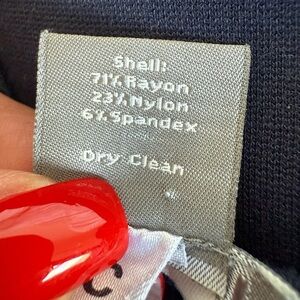 Shell:
71% Rayon
23% Nylon
6% Spandex
Dry Clean